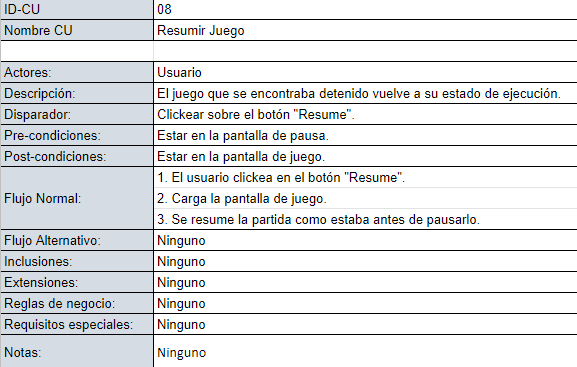 ID-CU 08
Nombre CU Resumir Juego
Actores: Usuario
Descripción: El juego que se encontraba detenido vuelve a su estado de ejecución.
Disparador: Clickear sobre el botón "Resume".
Pre-condiciones: Estar en la pantalla de pausa.
Post-condiciones: Estar en la pantalla de juego.
Flujo Normal:
1. El usuario clickea en el botón "Resume".
2. Carga la pantalla de juego.
3. Se resume la partida como estaba antes de pausarlo.
Flujo Alternativo: Ninguno
Inclusiones: Ninguno
Extensiones: Ninguno
Reglas de negocio: Ninguno
Requisitos especiales: Ninguno
Notas: Ninguno